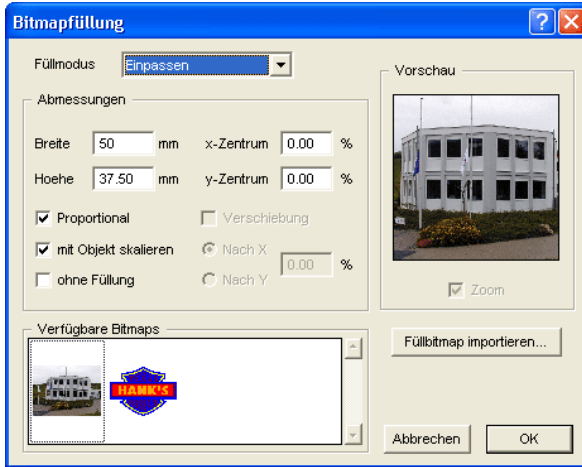 Bitmapfüllung
Füllmodus Einpassen
Vorschau
Abmessungen
Breite 50 mm x-Zentrum 0.00 %
Hoehe 37.50 mm y-Zentrum 0.00 %
Proportional Verschiebung
mit Objekt skalieren Nach X 0.00 %
ohne Füllung Nach Y
Zoom
Verfügbare Bitmaps
HANK'S
Füllbitmap importieren...
Abbrechen OK